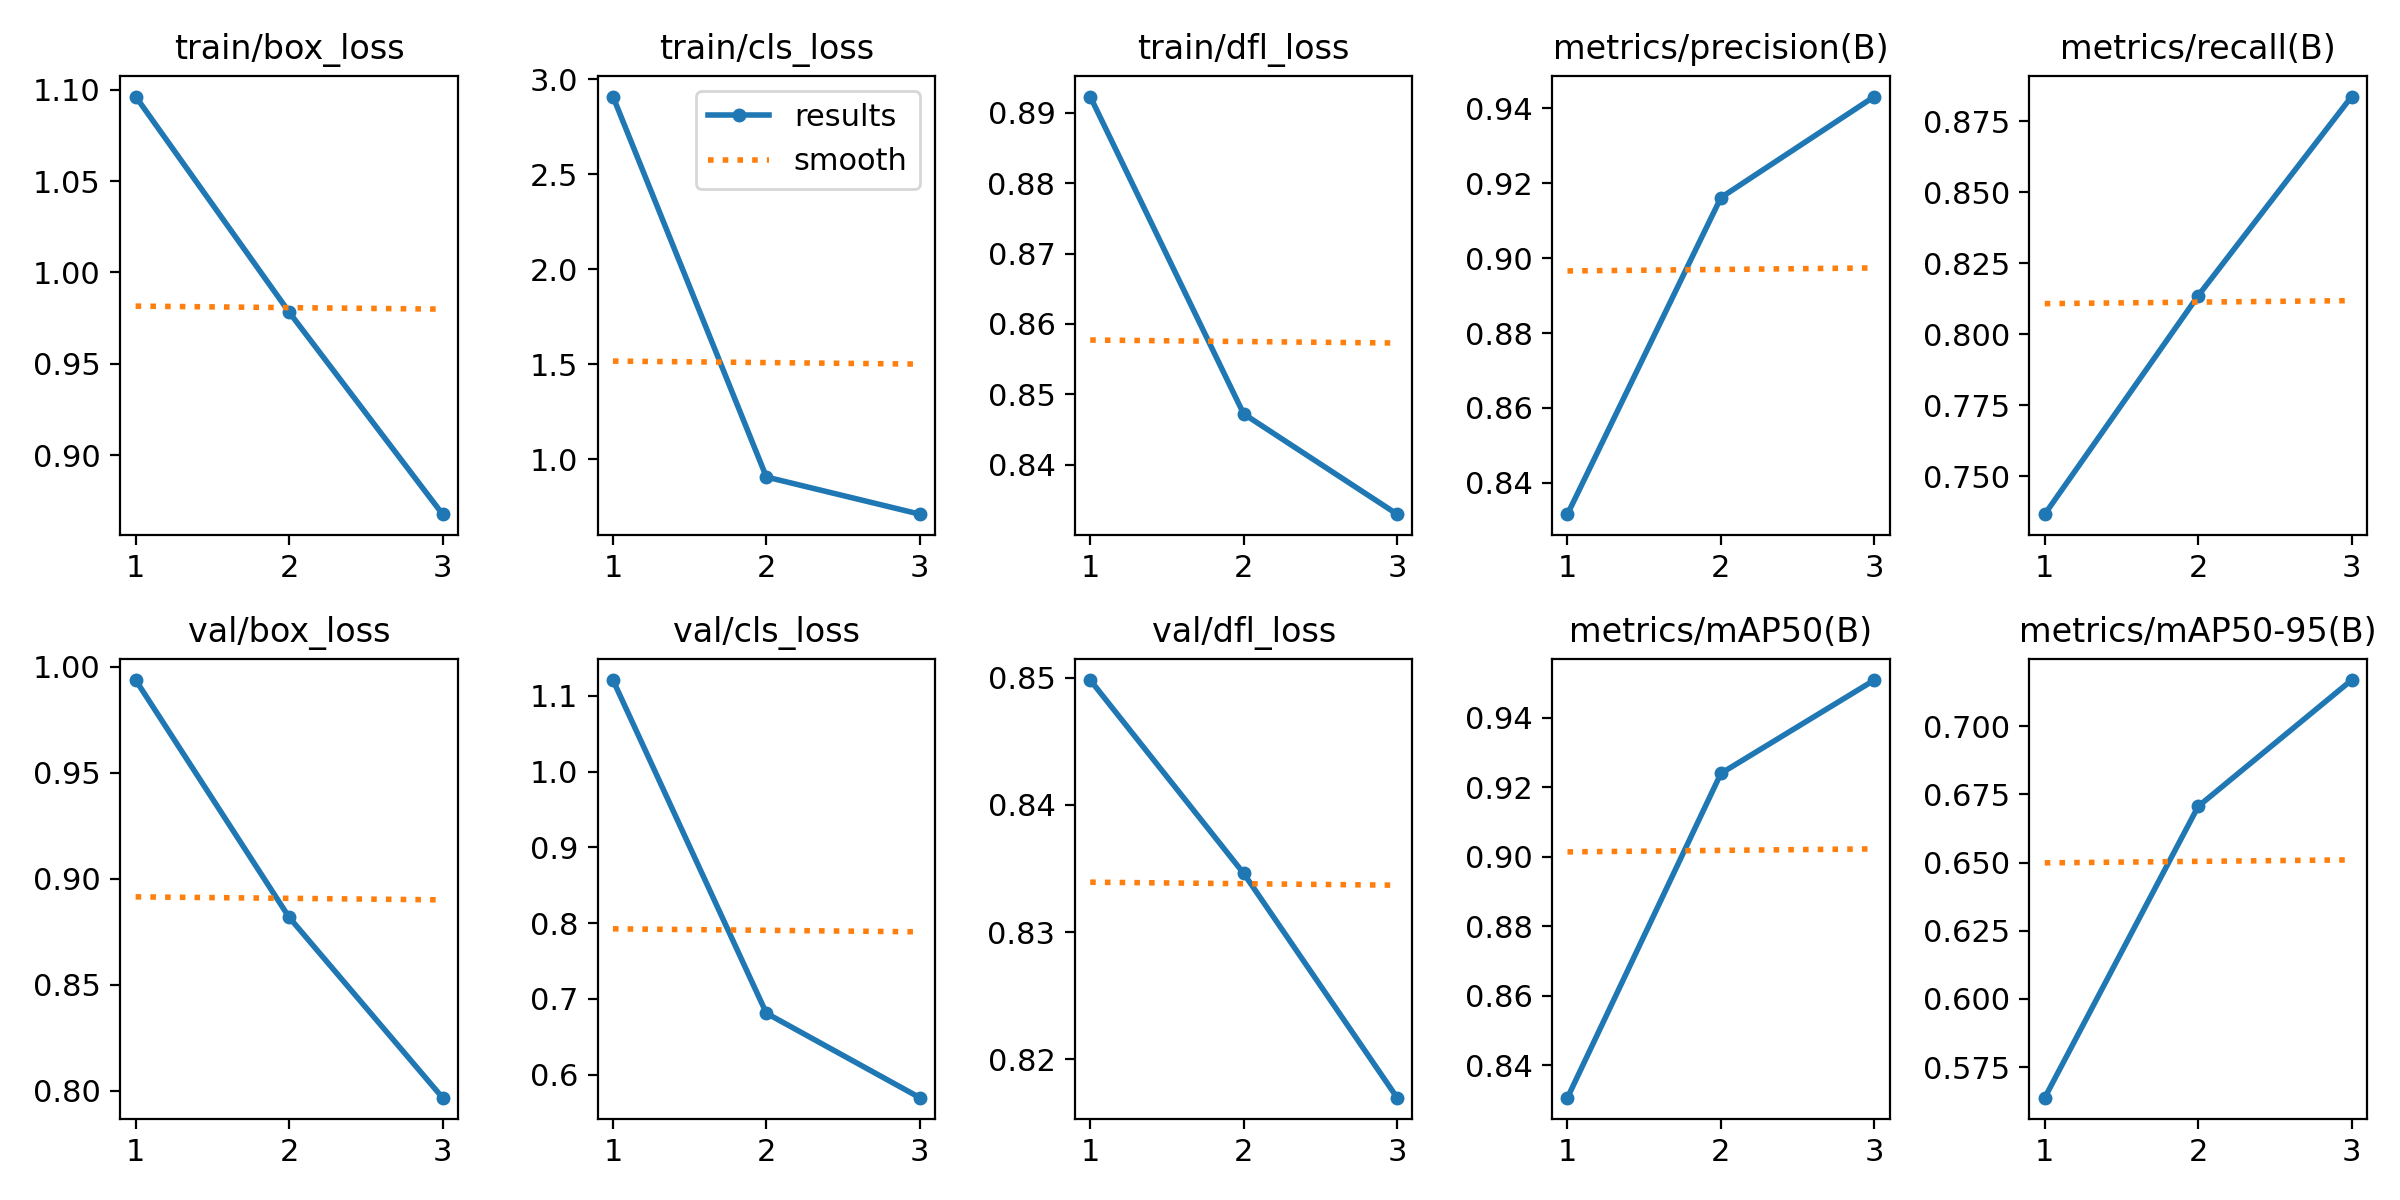 train/box_loss
1.10
1.05
1.00
0.95
0.90
1 2 3
train/cls_loss
3.0
2.5
2.0
1.5
1.0
results
smooth
1 2 3
train/dfl_loss
0.89
0.88
0.87
0.86
0.85
0.84
1 2 3
metrics/precision(B)
0.94
0.92
0.90
0.88
0.86
0.84
1 2 3
metrics/recall(B)
0.875
0.850
0.825
0.800
0.775
0.750
1 2 3
val/box_loss
1.00
0.95
0.90
0.85
0.80
1 2 3
val/cls_loss
1.1
1.0
0.9
0.8
0.7
0.6
1 2 3
val/dfl_loss
0.85
0.84
0.83
0.82
1 2 3
metrics/mAP50(B)
0.94
0.92
0.90
0.88
0.86
0.84
1 2 3
metrics/mAP50-95(B)
0.700
0.675
0.650
0.625
0.600
0.575
1 2 3